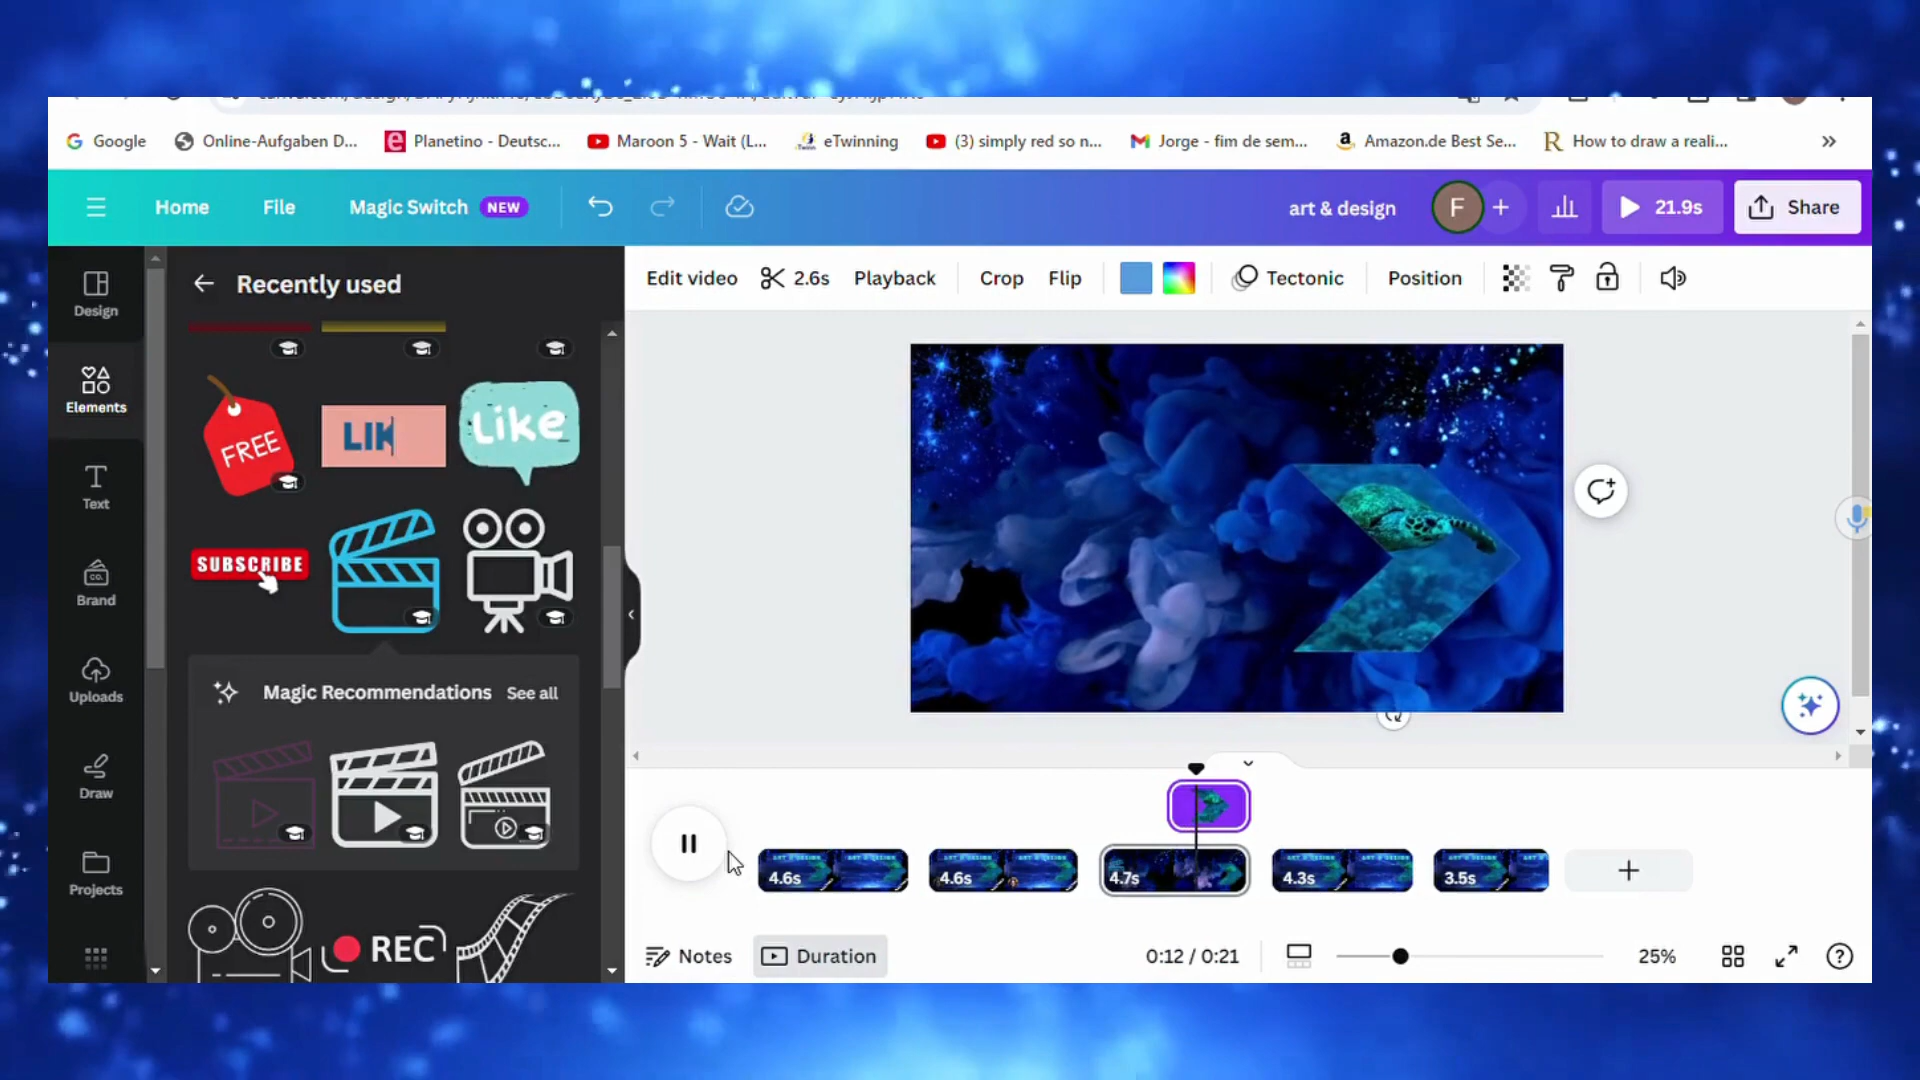 Google
Online-Aufgaben D...
Planetino - Deutsc...
Maroon 5 - Wait (L...
eTwinning
(3) simply red so n...
Jorge - fim de sem...
Amazon.de Best Se...
How to draw a reali...
Home
File
Magic Switch NEW
art & design
F
21.9s
Share
Design
Elements
Text
Brand
Uploads
Draw
Projects
Recently used
FREE
LIK
Like
SUBSCRIBE
Magic Recommendations
See all
REC
Edit video
2.6s
Playback
Crop
Flip
Tectonic
Position
4.6s
4.6s
4.7s
4.3s
3.5s
Notes
Duration
0:12 / 0:21
25%